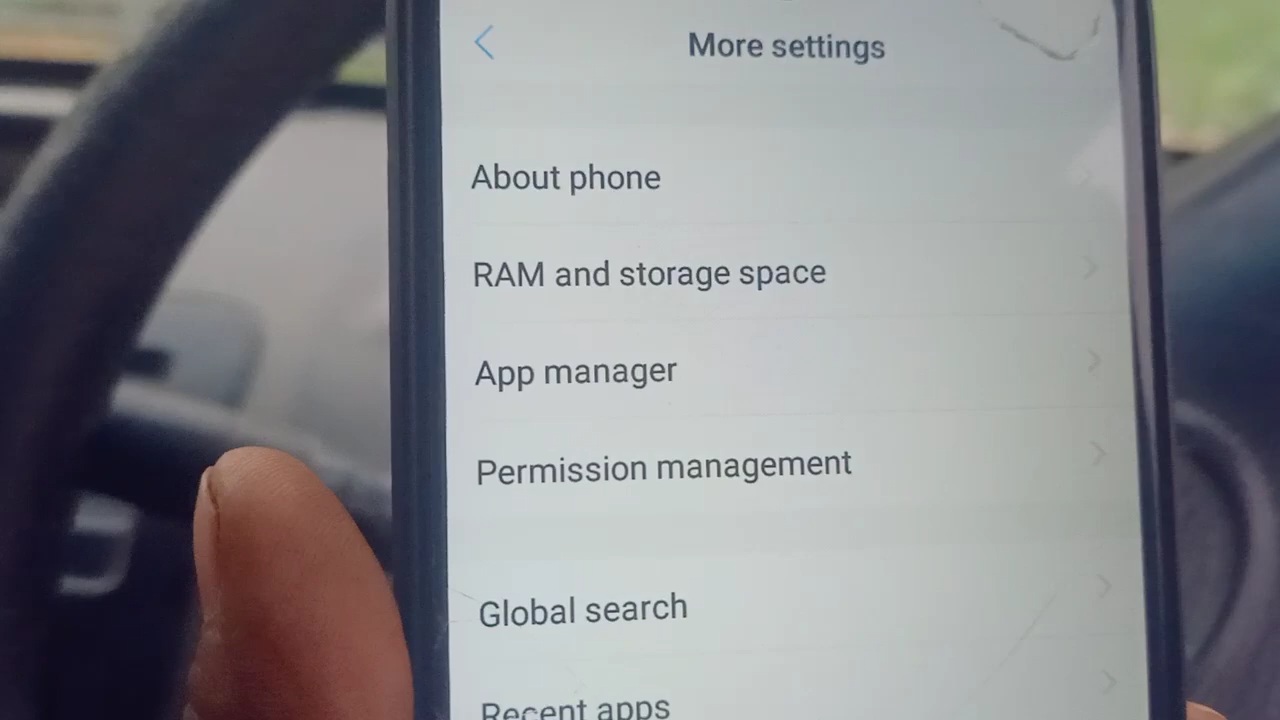 More settings
About phone
RAM and storage space
App manager
Permission management
Global search
Recent apps